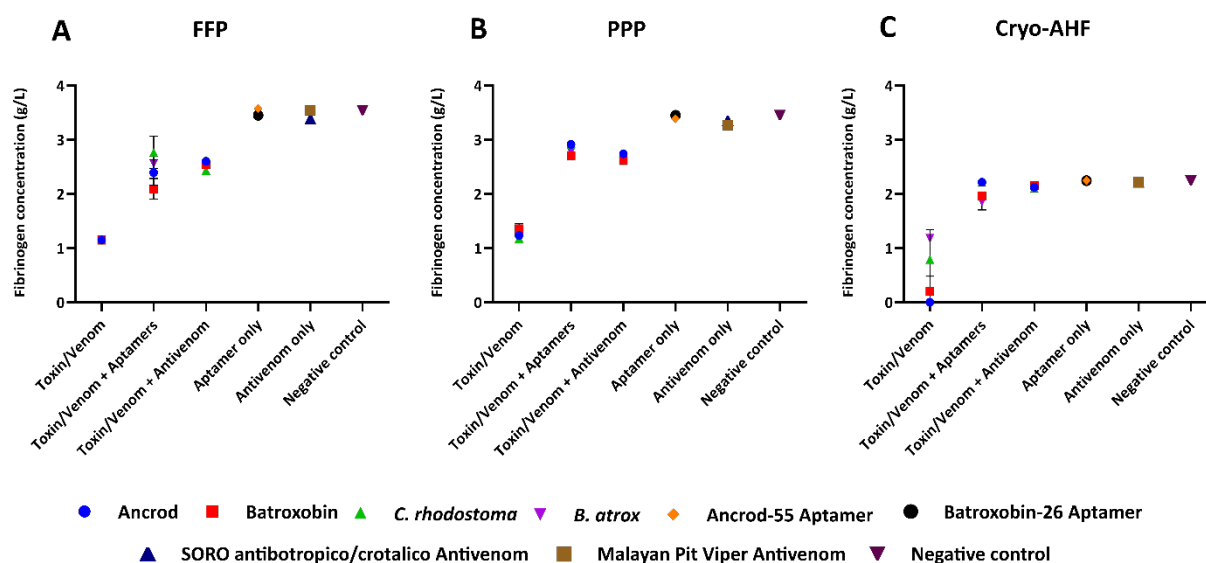 A FFP
B PPP
C Cryo-AHF
Fibrinogen concentration (g/L)
4
3
2
1
0
Toxin/Venom
Toxin/Venom + Aptamers
Toxin/Venom + Antivenom
Aptamer only
Antivenom only
Negative control
Fibrinogen concentration (g/L)
4
3
2
1
0
Toxin/Venom
Toxin/Venom + Aptamers
Toxin/Venom + Antivenom
Aptamer only
Antivenom only
Negative control
Fibrinogen concentration (g/L)
4
3
2
1
0
Toxin/Venom
Toxin/Venom + Aptamers
Toxin/Venom + Antivenom
Aptamer only
Antivenom only
Negative control
Ancrod Batroxobin C. rhodostoma B. atrox Ancrod-55 Aptamer Batroxobin-26 Aptamer
SORO antibotropico/crotalico Antivenom Malayan Pit Viper Antivenom Negative control